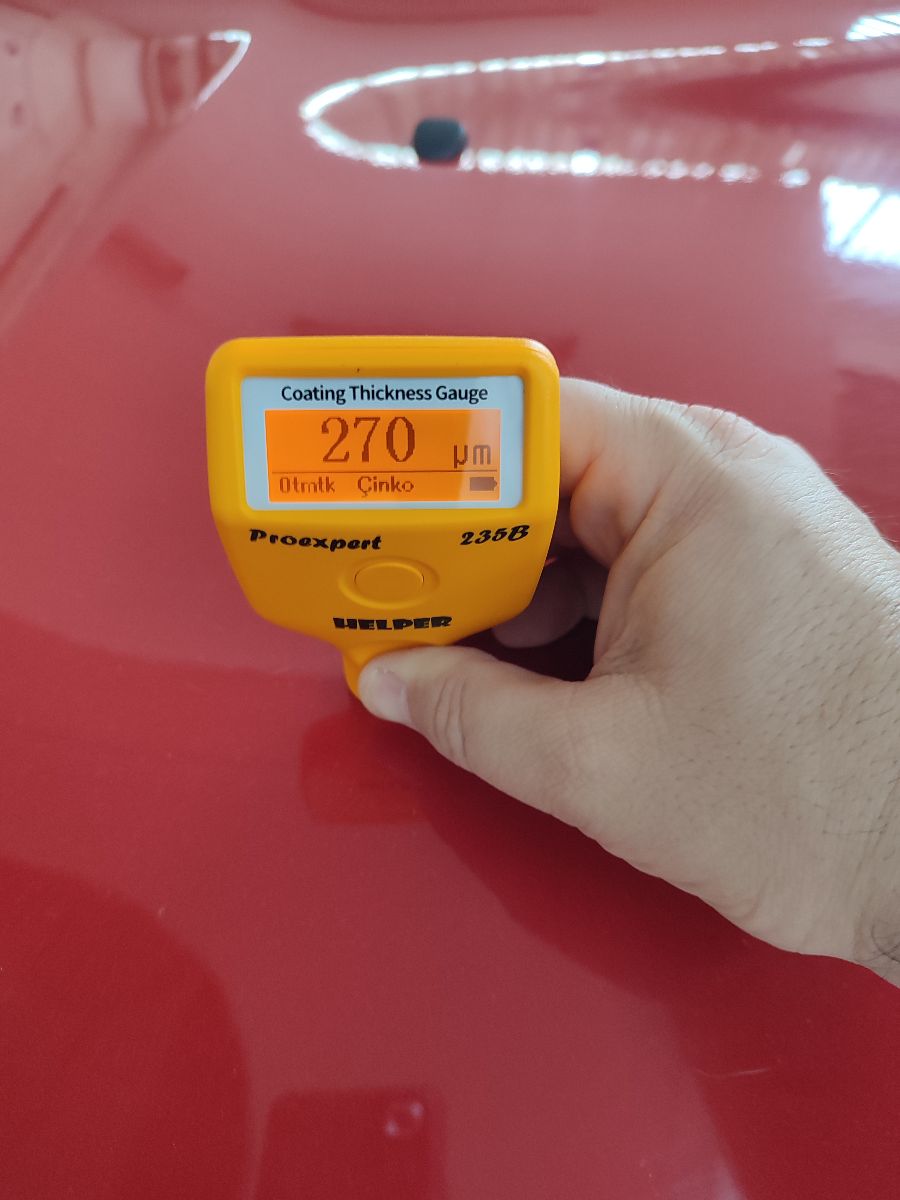 Coating Thickness Gauge
270 µm
Otmtk Çinko
Proexpert 235B
HELPER